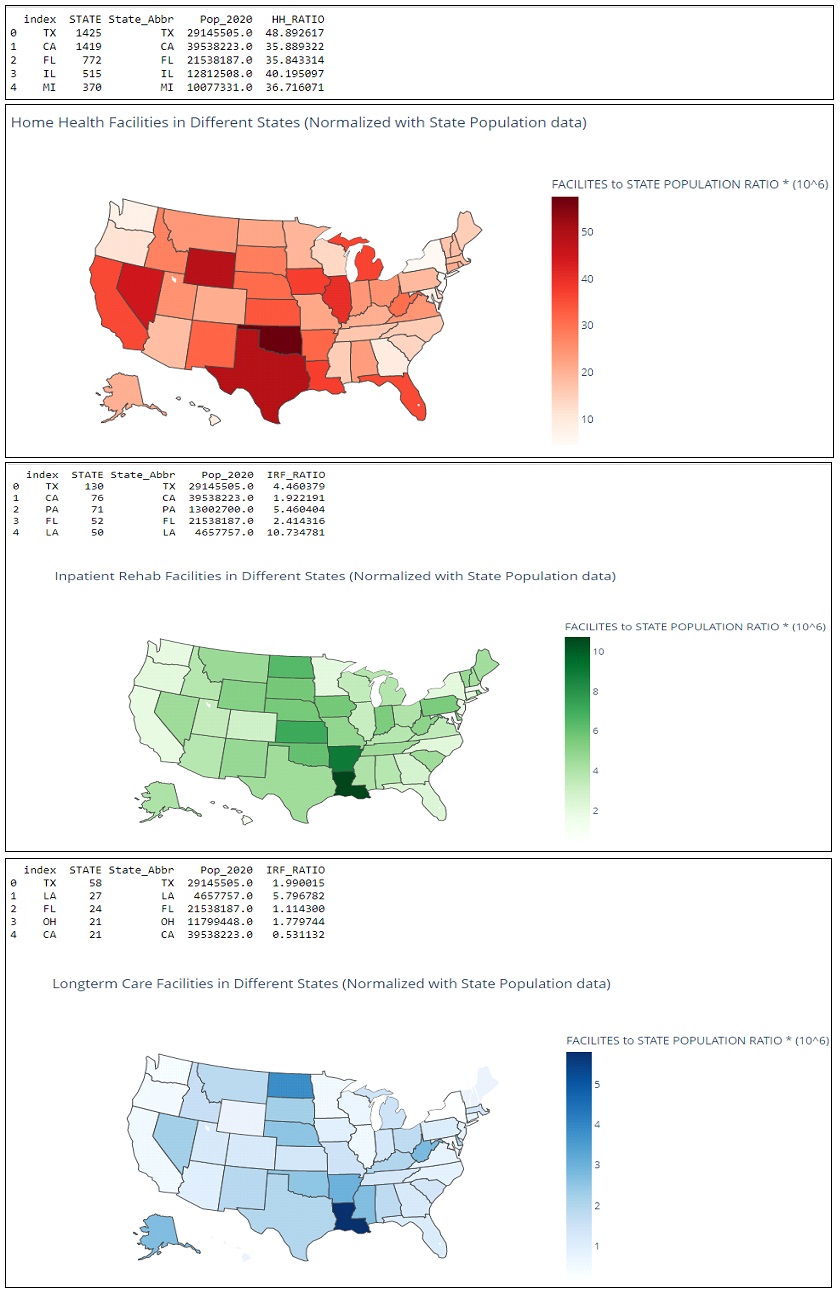 index STATE State_Abbr Pop_2020 HH_RATIO
0 TX 1425 TX 29145505.0 48.892617
1 CA 1419 CA 39538223.0 35.889322
2 FL 772 FL 21538187.0 35.843314
3 IL 515 IL 12812508.0 40.195097
4 MI 370 MI 10077331.0 36.716071
Home Health Facilities in Different States (Normalized with State Population data)
FACILITES to STATE POPULATION RATIO * (10^6)
50
40
30
20
10
index STATE State_Abbr Pop_2020 IRF_RATIO
0 TX 130 TX 29145505.0 4.460379
1 CA 76 CA 39538223.0 1.922191
2 PA 71 PA 13002700.0 5.460404
3 FL 52 FL 21538187.0 2.414316
4 LA 50 LA 4657757.0 10.734781
Inpatient Rehab Facilities in Different States (Normalized with State Population data)
FACILITES to STATE POPULATION RATIO * (10^6)
10
8
6
4
2
index STATE State_Abbr Pop_2020 IRF_RATIO
0 TX 58 TX 29145505.0 1.990015
1 LA 27 LA 4657757.0 5.796782
2 FL 24 FL 21538187.0 1.114300
3 OH 21 OH 11799448.0 1.779744
4 CA 21 CA 39538223.0 0.531132
Longterm Care Facilities in Different States (Normalized with State Population data)
FACILITES to STATE POPULATION RATIO * (10^6)
5
4
3
2
1